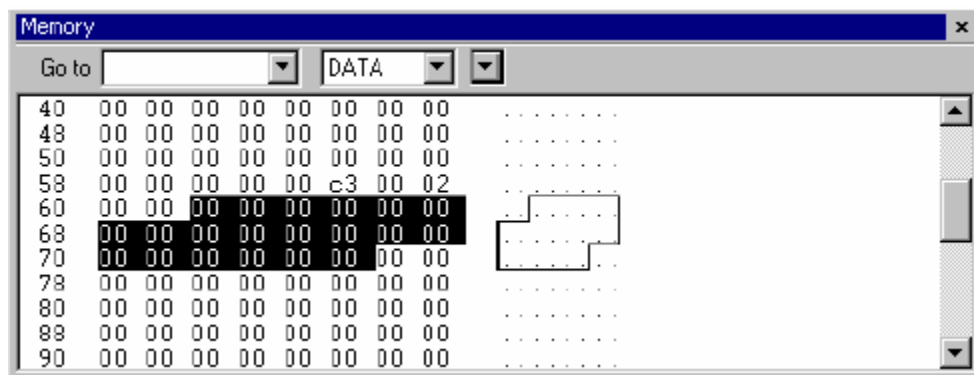 Memory
Go to DATA
40 00 00 00 00 00 00 00 00 ........
48 00 00 00 00 00 00 00 00 ........
50 00 00 00 00 00 00 00 00 ........
58 00 00 00 00 00 c3 00 02 ........
60 00 00 00 00 00 00 00 00 ........
68 00 00 00 00 00 00 00 00 ........
70 00 00 00 00 00 00 00 00 ........
78 00 00 00 00 00 00 00 00 ........
80 00 00 00 00 00 00 00 00 ........
88 00 00 00 00 00 00 00 00 ........
90 00 00 00 00 00 00 00 00 ........